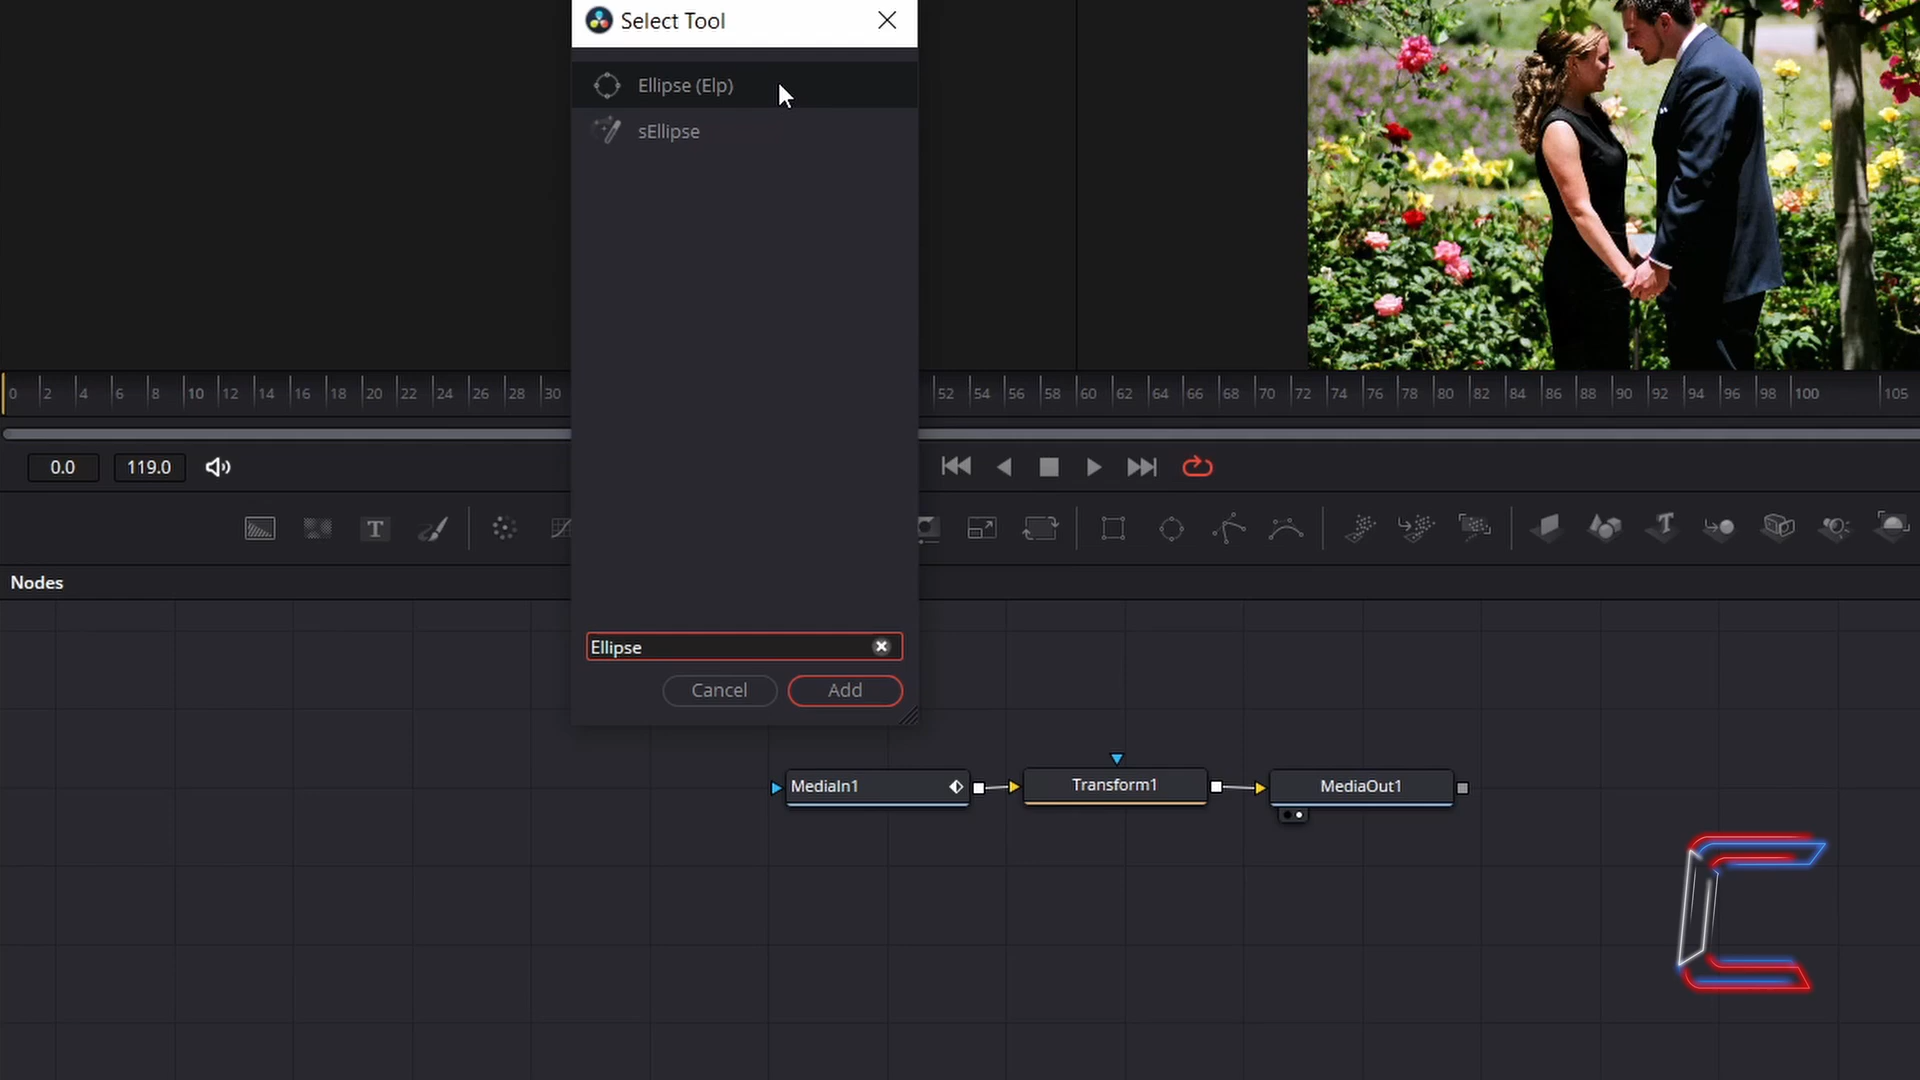 Select Tool
Ellipse (Elp)
sEllipse
0 2 4 6 8 10 12 14 16 18 20 22 24 26 28 30 52 54 56 58 60 62 64 66 68 70 72 74 76 78 80 82 84 86 88 90 92 94 96 98 100 105
0.0 119.0
T
Nodes
Ellipse
Cancel Add
MediaIn1 Transform1 MediaOut1